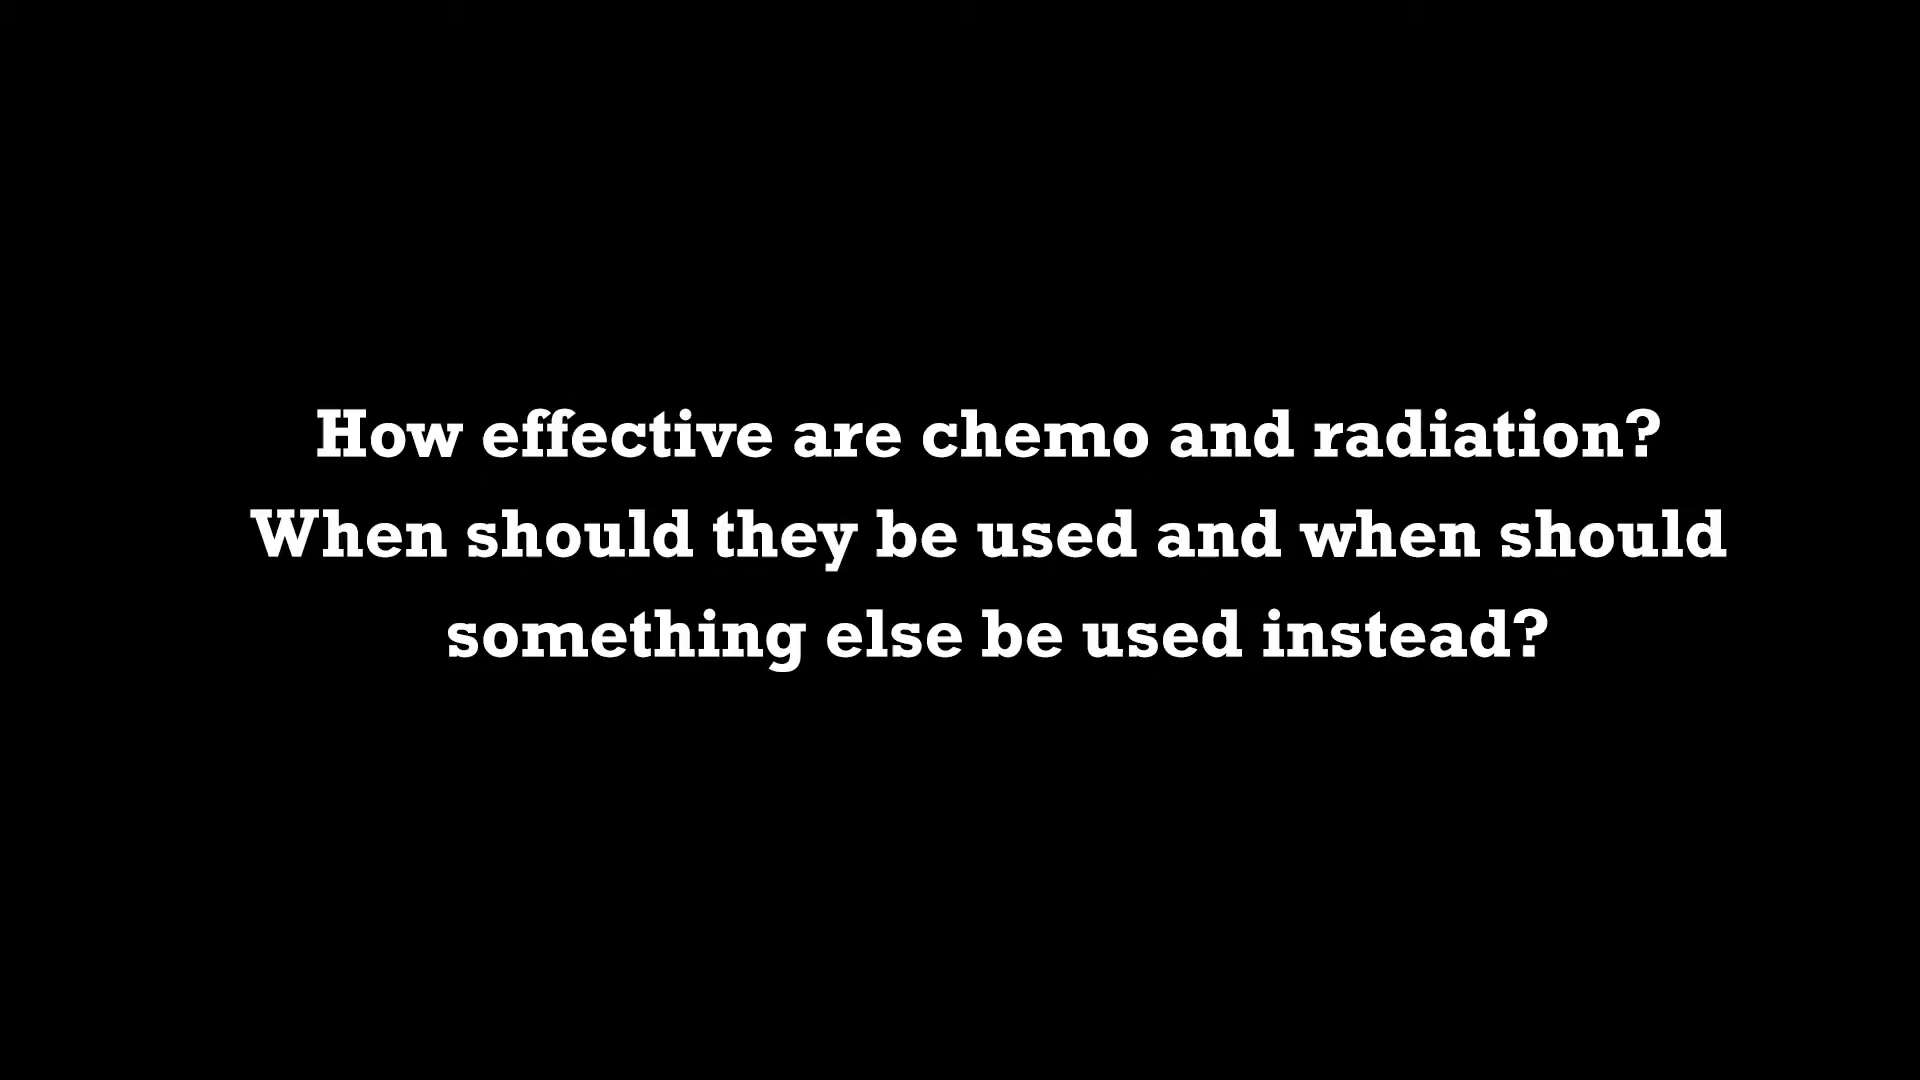 How effective are chemo and radiation?
When should they be used and when should
something else be used instead?